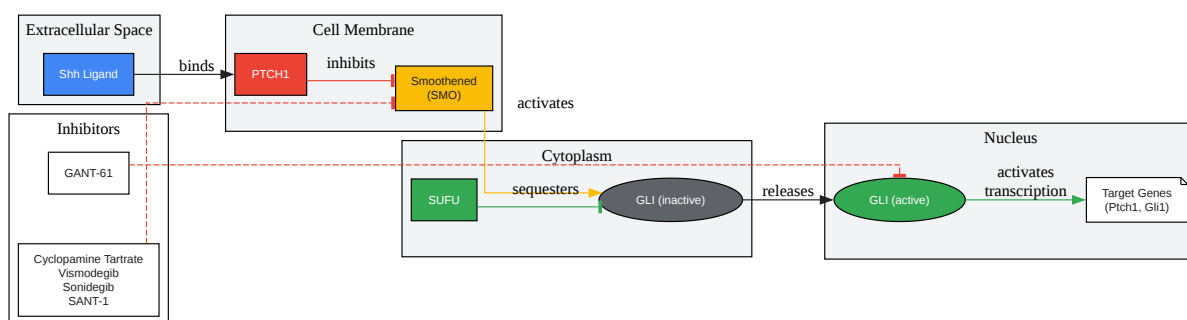 Extracellular Space
Shh Ligand
binds
Cell Membrane
PTCH1
inhibits
Smoothened
(SMO)
activates
Inhibitors
GANT-61
Cyclopamine Tartrate
Vismodegib
Sonidegib
SANT-1
Cytoplasm
SUFU
sequesters
GLI (inactive)
releases
Nucleus
GLI (active)
activates
transcription
Target Genes
(Ptch1, Gli1)